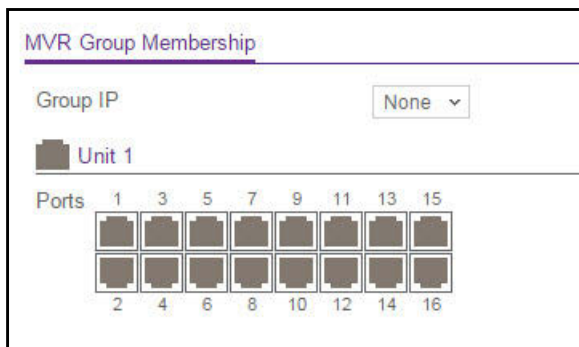 MVR Group Membership
Group IP None
Unit 1
Ports 1 3 5 7 9 11 13 15
2 4 6 8 10 12 14 16